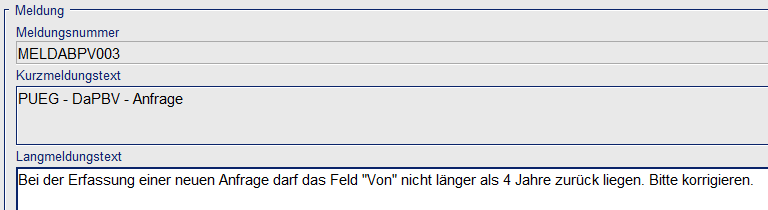 Meldung
Meldungsnummer
MELDABPV003
Kurzmeldungstext
PUEG - DaPBV - Anfrage
Langmeldungstext
Bei der Erfassung einer neuen Anfrage darf das Feld "Von" nicht länger als 4 Jahre zurück liegen. Bitte korrigieren.